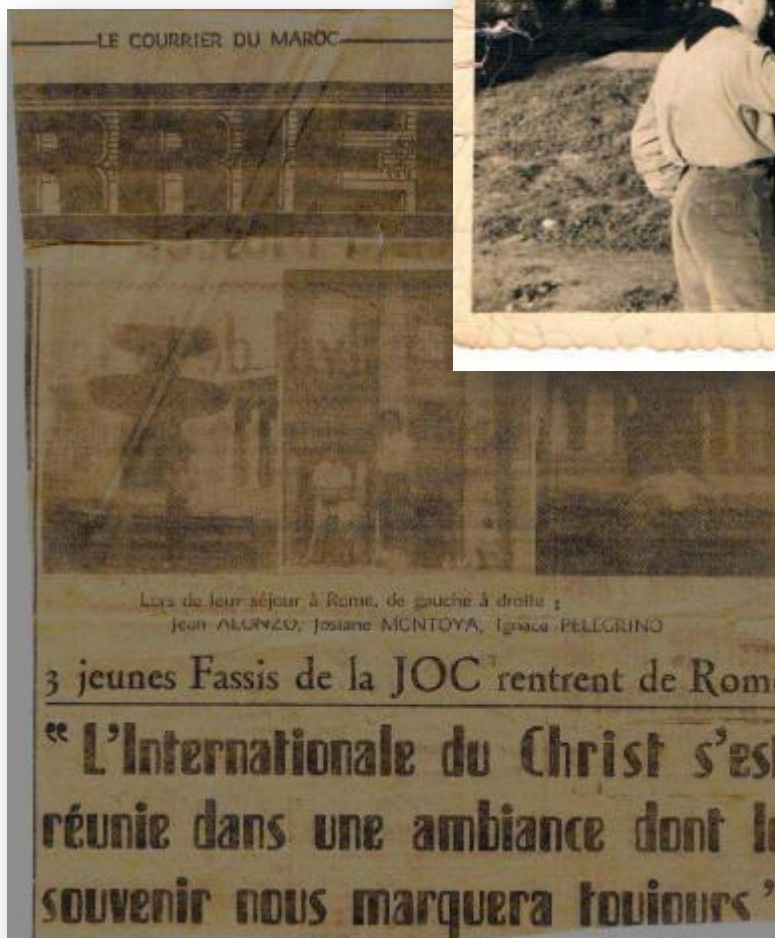 LE COURRIER DU MAROC
Lors de leur séjour à Rome, de gauche à droite :
Jean ALONZO, Josiane MONTOYA, Ignace PELLEGRINO
3 jeunes Fassis de la JOC rentrent de Rome
“ L'Internationale du Christ s'est
réunie dans une ambiance dont le
souvenir nous marquera toujours ”